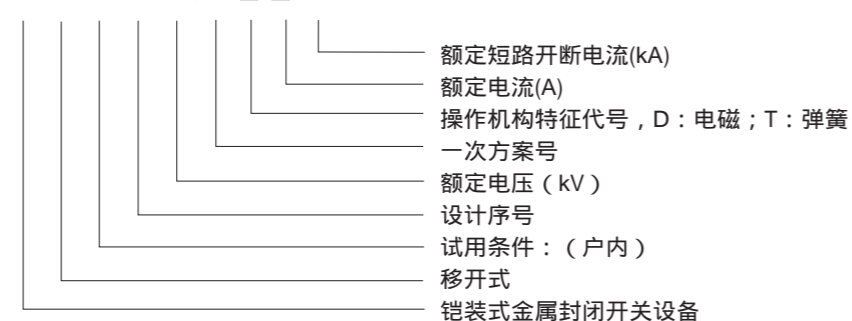 额定短路开断电流(kA)
额定电流(A)
操作机构特征代号，D：电磁；T：弹簧
一次方案号
额定电压（kV）
设计序号
试用条件：（户内）
移开式
铠装式金属封闭开关设备